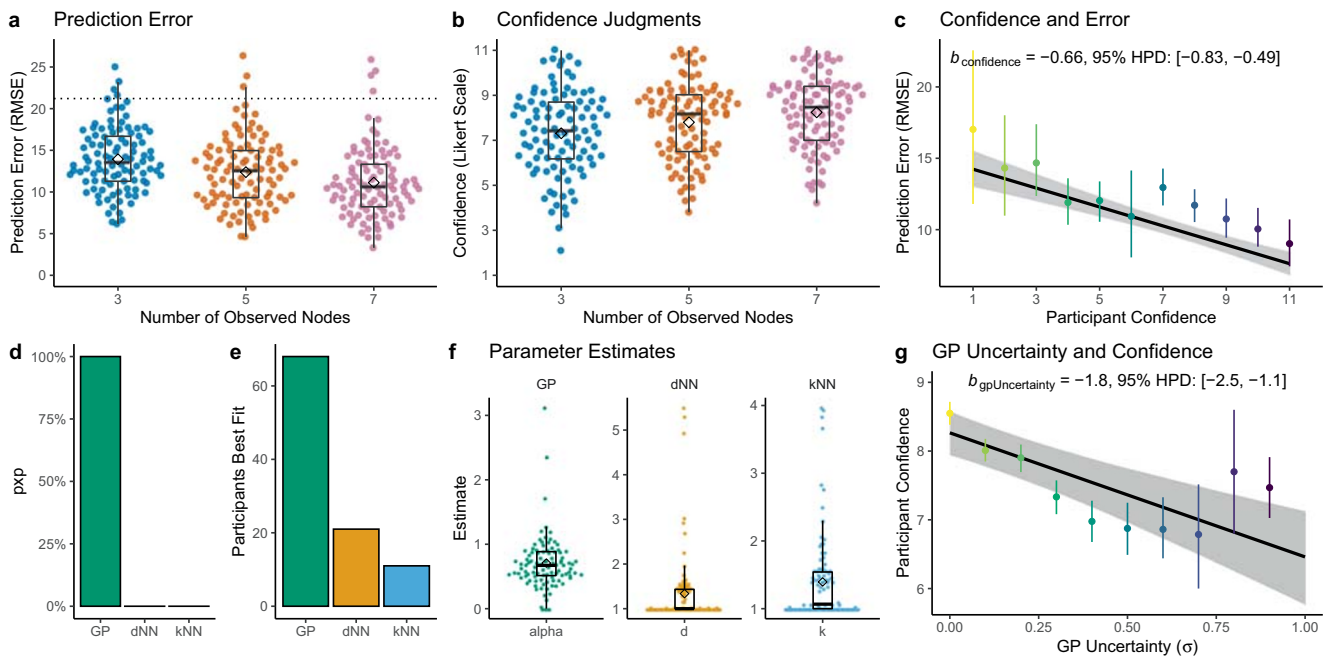 a Prediction Error
Prediction Error (RMSE)
25
20
15
10
5
0
3 5 7
Number of Observed Nodes
b Confidence Judgments
Confidence (Likert Scale)
11
9
7
5
3
1
3 5 7
Number of Observed Nodes
c Confidence and Error
b confidence = −0.66, 95% HPD: [−0.83, −0.49]
Prediction Error (RMSE)
20
15
10
1 3 5 7 9 11
Participant Confidence
d
pxp
100%
75%
50%
25%
0%
GP dNN kNN
e
Participants Best Fit
60
40
20
0
GP dNN kNN
f Parameter Estimates
Estimate
GP
3
2
1
0
alpha
dNN
5
4
3
2
1
d
kNN
4
3
2
1
k
g GP Uncertainty and Confidence
b gpUncertainty = −1.8, 95% HPD: [−2.5, −1.1]
Participant Confidence
9
8
7
6
0.00 0.25 0.50 0.75 1.00
GP Uncertainty (σ)